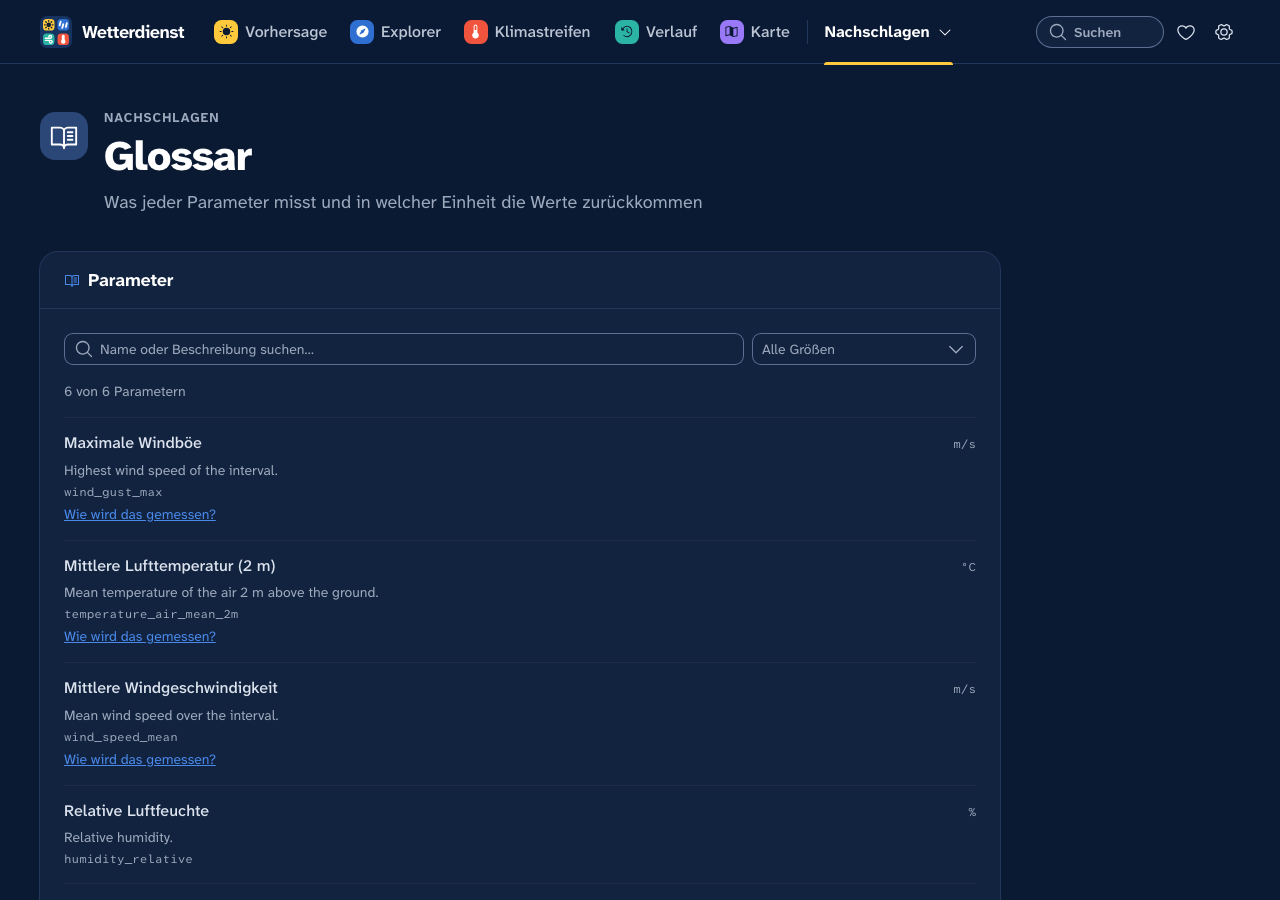 Wetterdienst
Vorhersage
Explorer
Klimastreifen
Verlauf
Karte
Nachschlagen
Suchen
NACHSCHLAGEN
Glossar
Was jeder Parameter misst und in welcher Einheit die Werte zurückkommen
Parameter
Name oder Beschreibung suchen...
Alle Größen
6 von 6 Parametern
Maximale Windböe
m/s
Highest wind speed of the interval.
wind_gust_max
Wie wird das gemessen?
Mittlere Lufttemperatur (2 m)
°C
Mean temperature of the air 2 m above the ground.
temperature_air_mean_2m
Wie wird das gemessen?
Mittlere Windgeschwindigkeit
m/s
Mean wind speed over the interval.
wind_speed_mean
Wie wird das gemessen?
Relative Luftfeuchte
%
Relative humidity.
humidity_relative